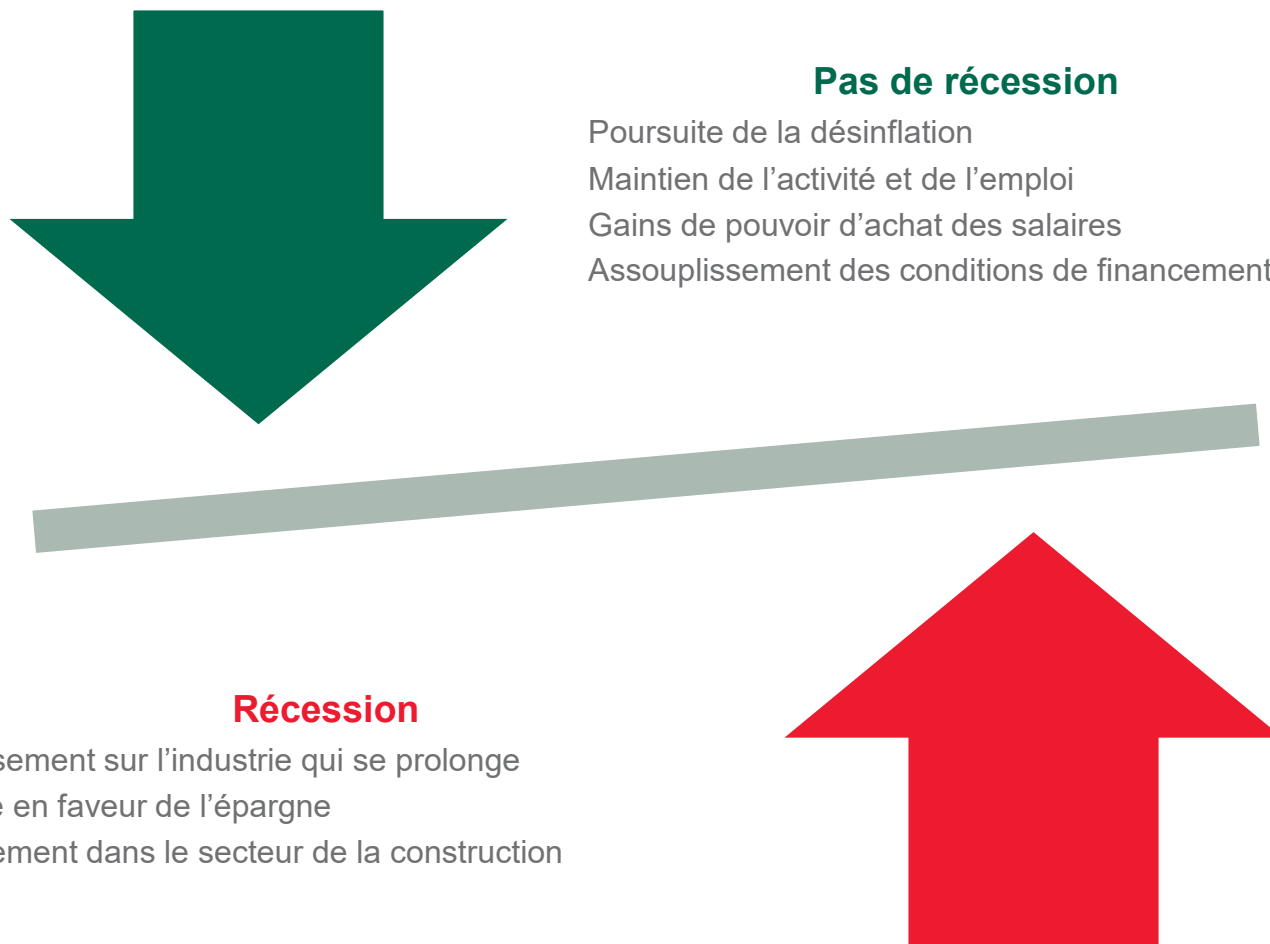 Pas de récession
Poursuite de la désinflation
Maintien de l’activité et de l’emploi
Gains de pouvoir d’achat des salaires
Assouplissement des conditions de financement
Récession
sur l’industrie qui se prolonge
en faveur de l’épargne
dans le secteur de la construction